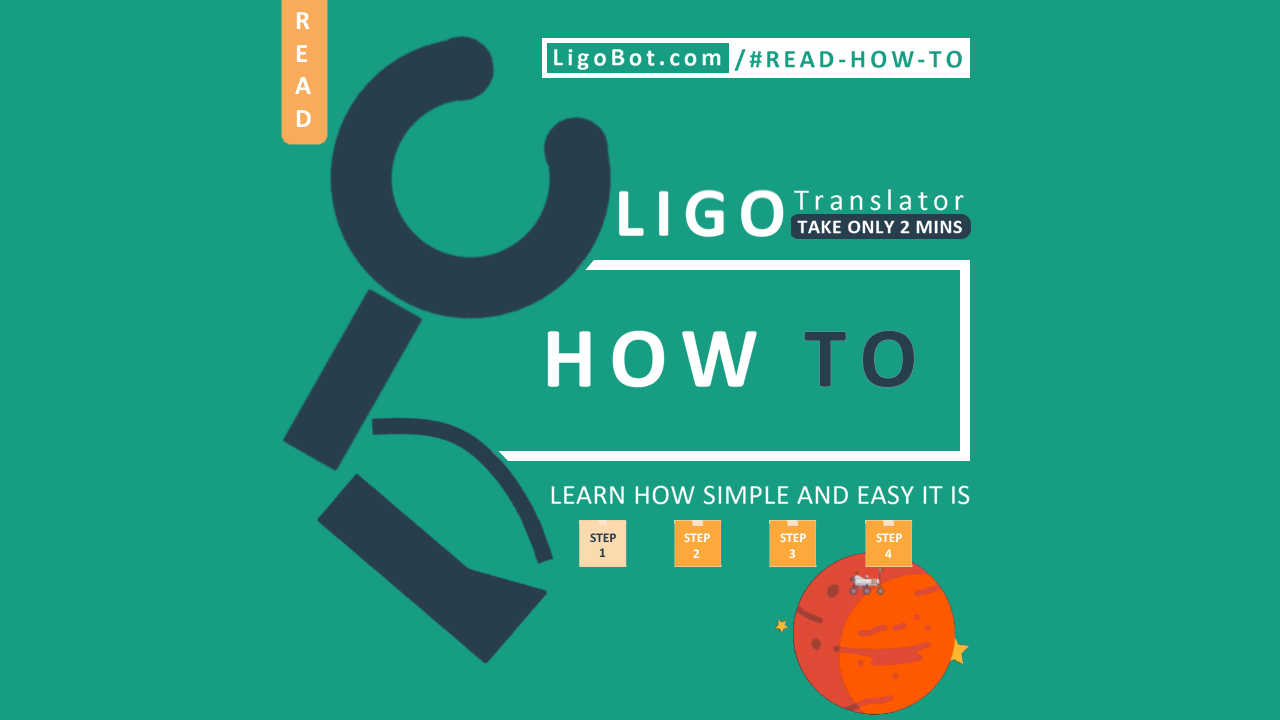 READ
LigoBot.com/#READ-HOW-TO
LIGO Translator
TAKE ONLY 2 MINS
HOW TO
LEARN HOW SIMPLE AND EASY IT IS
STEP 1
STEP 2
STEP 3
STEP 4